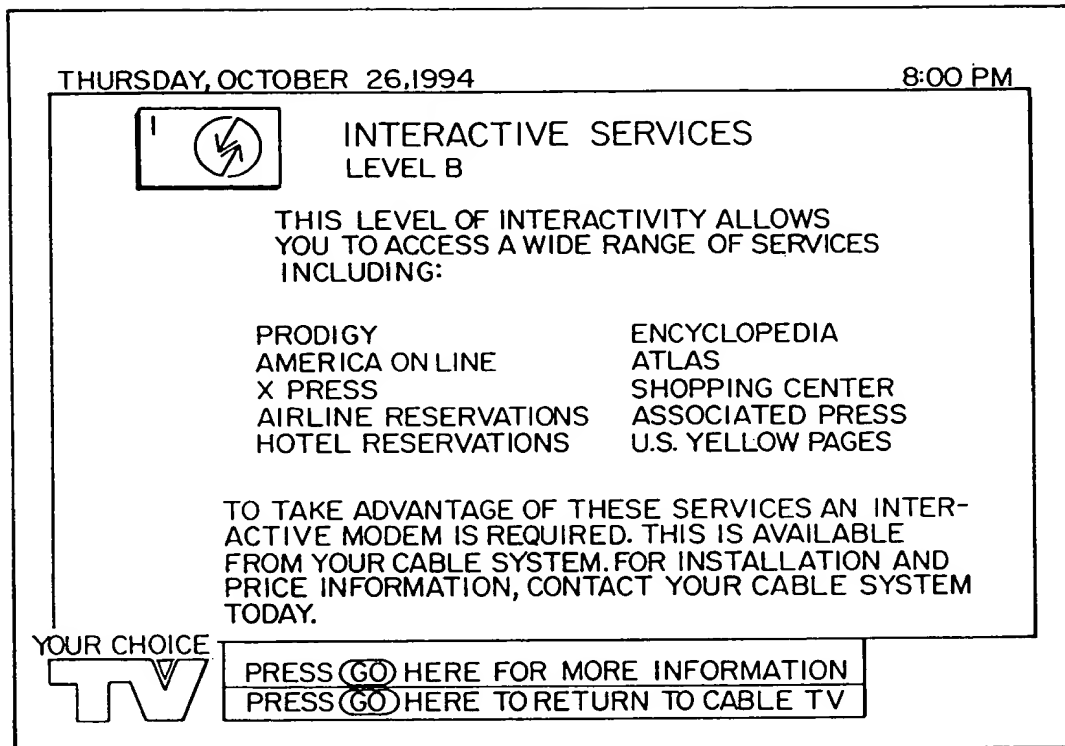 THURSDAY, OCTOBER 26, 1994 8:00 PM
I
INTERACTIVE SERVICES
LEVEL B
THIS LEVEL OF INTERACTIVITY ALLOWS
YOU TO ACCESS A WIDE RANGE OF SERVICES
INCLUDING:
PRODIGY ENCYCLOPEDIA
AMERICA ON LINE ATLAS
X PRESS SHOPPING CENTER
AIRLINE RESERVATIONS ASSOCIATED PRESS
HOTEL RESERVATIONS U.S. YELLOW PAGES
TO TAKE ADVANTAGE OF THESE SERVICES AN INTER-
ACTIVE MODEM IS REQUIRED. THIS IS AVAILABLE
FROM YOUR CABLE SYSTEM. FOR INSTALLATION AND
PRICE INFORMATION, CONTACT YOUR CABLE SYSTEM
TODAY.
YOUR CHOICE
TV
PRESS GO HERE FOR MORE INFORMATION
PRESS GO HERE TO RETURN TO CABLE TV